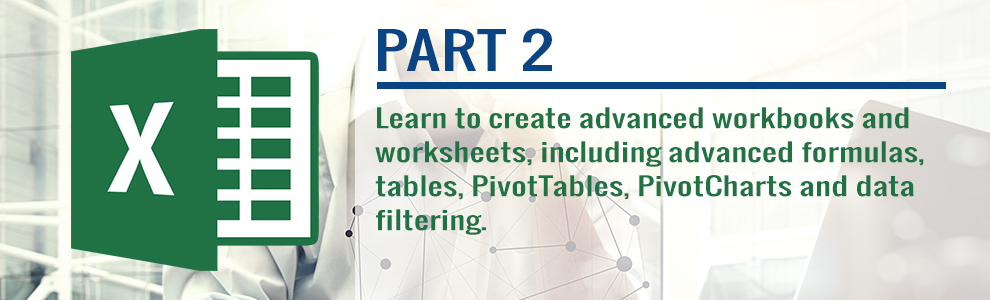 X
PART 2
Learn to create advanced workbooks and
worksheets, including advanced formulas,
tables, PivotTables, PivotCharts and data
filtering.